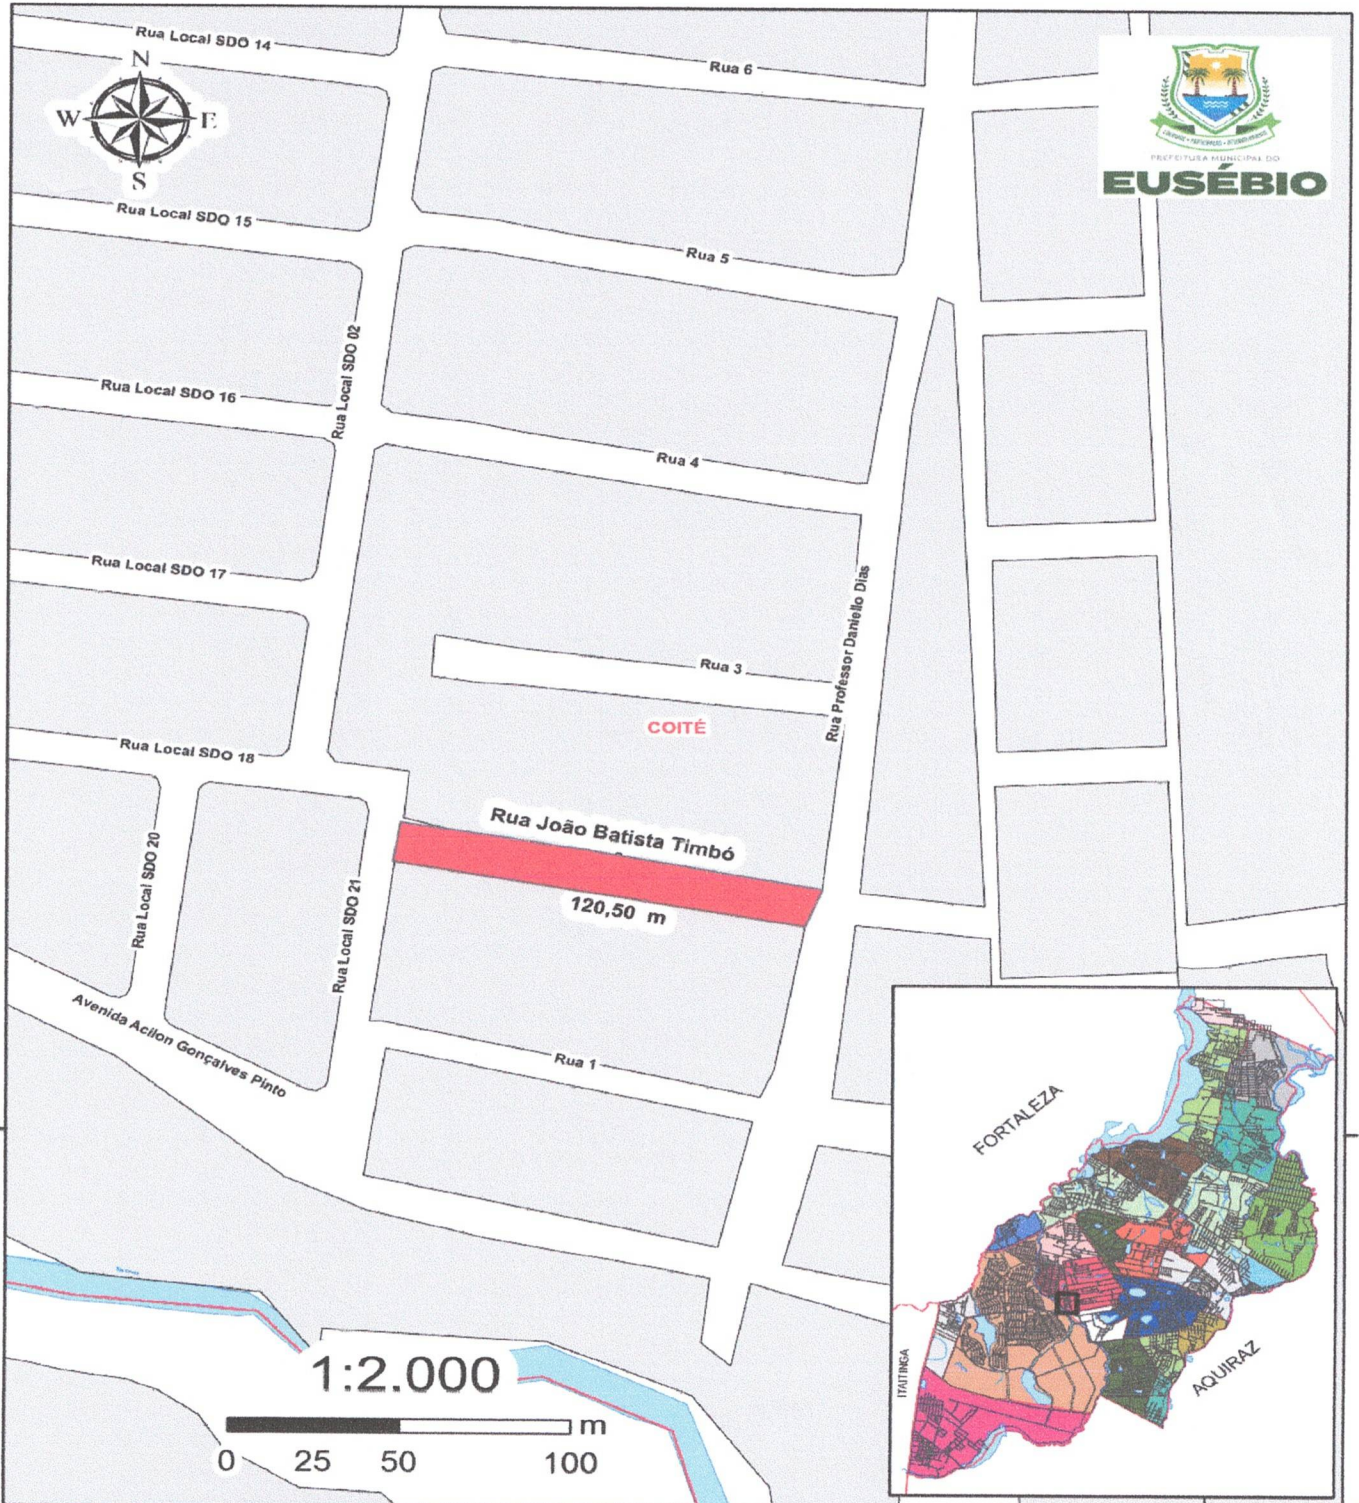 Rua Local SDO 14
Rua 6
N
W
E
S
PREFEITURA MUNICIPAL DO
EUSÉBIO
Rua Local SDO 15
Rua 5
Rua Local SDO 02
Rua Local SDO 16
Rua 4
Rua Local SDO 17
Rua Professor Daniello Dias
Rua 3
COITÉ
Rua Local SDO 18
Rua João Batista Timbó
120,50 m
Rua Local SDO 20
Rua Local SDO 21
Avenida Acilon Gonçalves Pinto
Rua 1
FORTALEZA
ITAITINGA
AQUIRAZ
1:2.000
m
0 25 50 100